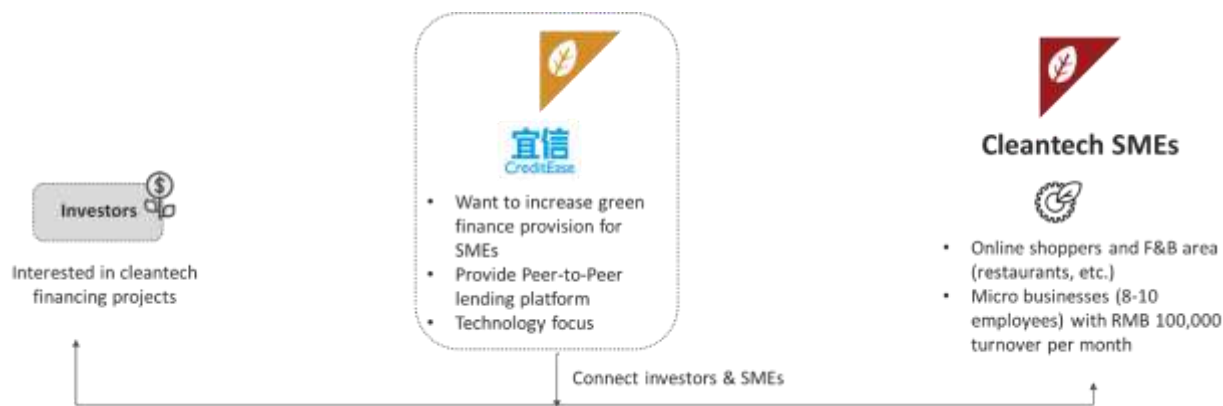 Investors
$
Interested in cleantech
financing projects
宜信
CreditEase
• Want to increase green
finance provision for
SMEs
• Provide Peer-to-Peer
lending platform
• Technology focus
Connect investors & SMEs
Cleantech SMEs
• Online shoppers and F&B area
(restaurants, etc.)
• Micro businesses (8-10
employees) with RMB 100,000
turnover per month